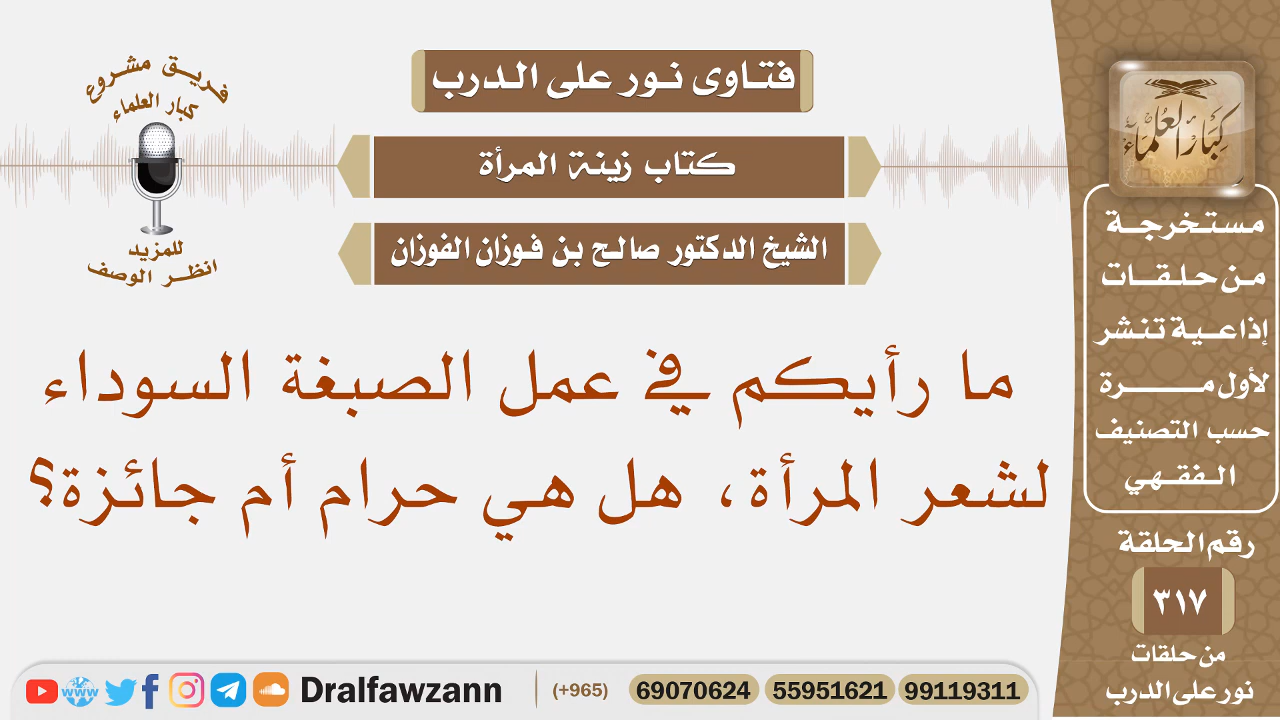 فتاوى نور على الدرب
كتاب زينة المرأة
الشيخ الدكتور صالح بن فوزان الفوزان
فريق مشروع
كبار العلماء
للمزيد
انظر الوصف
ما رأيكم في عمل الصبغة السوداء
لشعر المرأة، هل هي حرام أم جائزة؟
كبار العلماء
مستخرجة
من حلقات
إذاعية تنشر
لأول مرة
حسب التصنيف
الفقهي
رقم الحلقة
٣١٧
من حلقات
نور على الدرب
www Dralfawzann (+965) 69070624 55951621 99119311